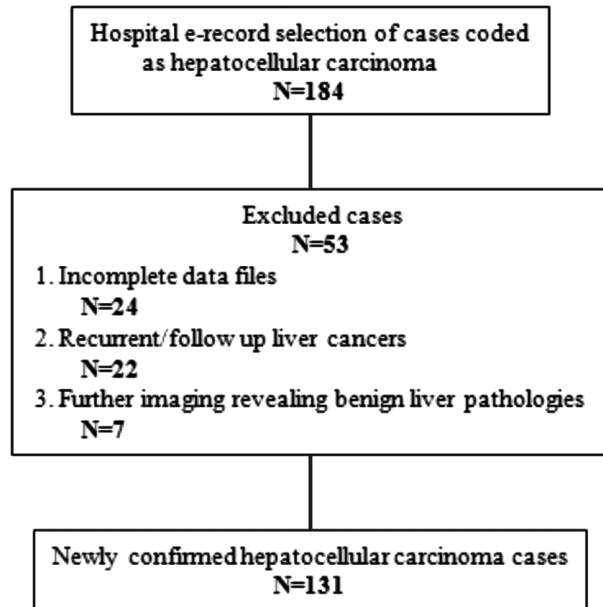 Hospital e-record selection of cases coded
as hepatocellular carcinoma
N=184
Excluded cases
N=53
1. Incomplete data files
N=24
2. Recurrent/follow up liver cancers
N=22
3. Further imaging revealing benign liver pathologies
N=7
Newly confirmed hepatocellular carcinoma cases
N=131